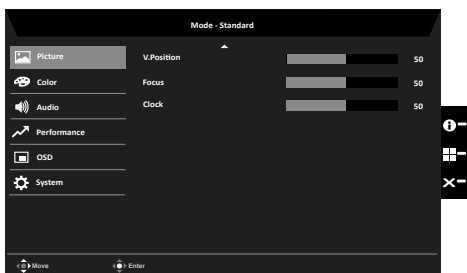 Mode - Standard
Picture
V.Position
50
Color
Focus
50
Audio
Clock
50
Performance
OSD
System
Move
Enter